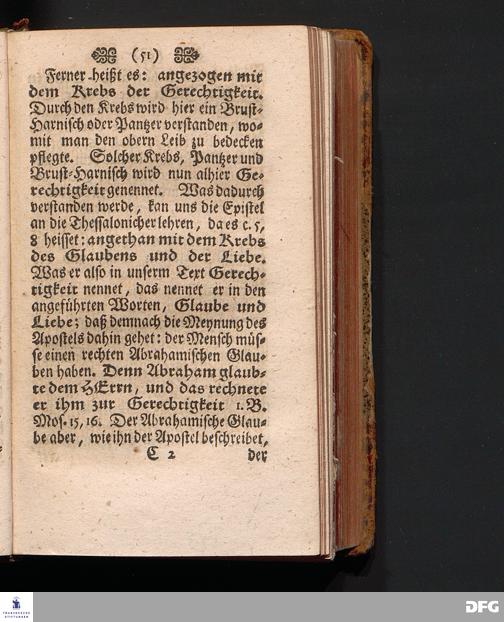 (51)
Ferner heißt es: angezogen mit
dem Krebs der Gerechtigkeit.
Durch den Krebs wird hier ein Brust-
Harnisch oder Pantzer verstanden, wo-
mit man den obern Leib zu bedecken
pflegte. Solcher Krebs, Pantzer und
Brust-Harnisch wird nun alhier Ge-
rechtigkeit genennet. Was dadurch
verstanden werde, kan uns die Epistel
an die Thessalonicher lehren, da es c. 5,
8 heisset: angethan mit dem Krebs
des Glaubens und der Liebe.
Was er also in unserm Text Gerech-
tigkeit nennet, das nennet er in den
angeführten Worten, Glaube und
Liebe; daß demnach die Meynung des
Apostels dahin gehet: der Mensch müs-
se einen rechten Abrahamischen Glau-
ben haben. Denn Abraham glaub-
te dem HErrn, und das rechnete
er ihm zur Gerechtigkeit 1. B.
Mos. 15, 16. Der Abrahamische Glau-
be aber, wie ihn der Apostel beschreibet,
C 2 der
FRANCKESCHE
STIFTUNGEN
DFG